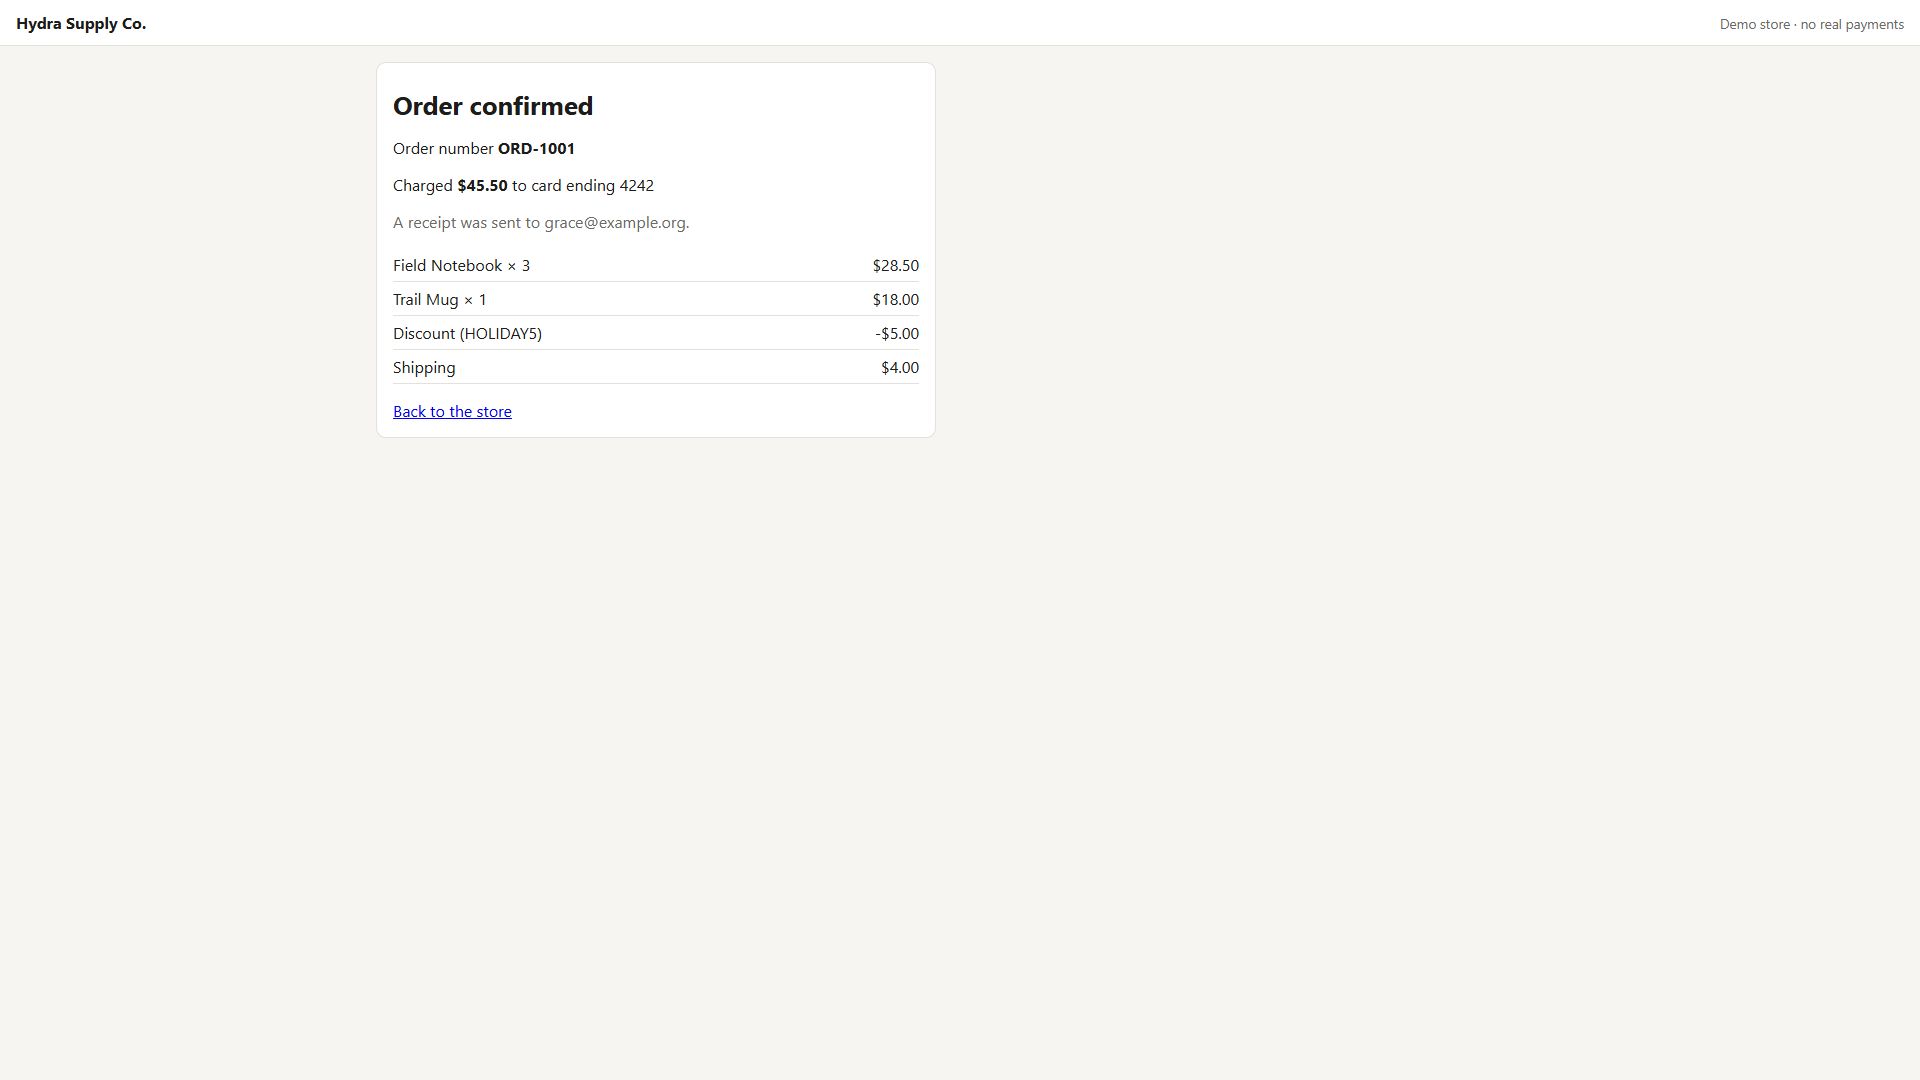 Hydra Supply Co.
Demo store · no real payments
Order confirmed
Order number ORD-1001
Charged $45.50 to card ending 4242
A receipt was sent to grace@example.org.
Field Notebook × 3 $28.50
Trail Mug × 1 $18.00
Discount (HOLIDAY5) -$5.00
Shipping $4.00
Back to the store